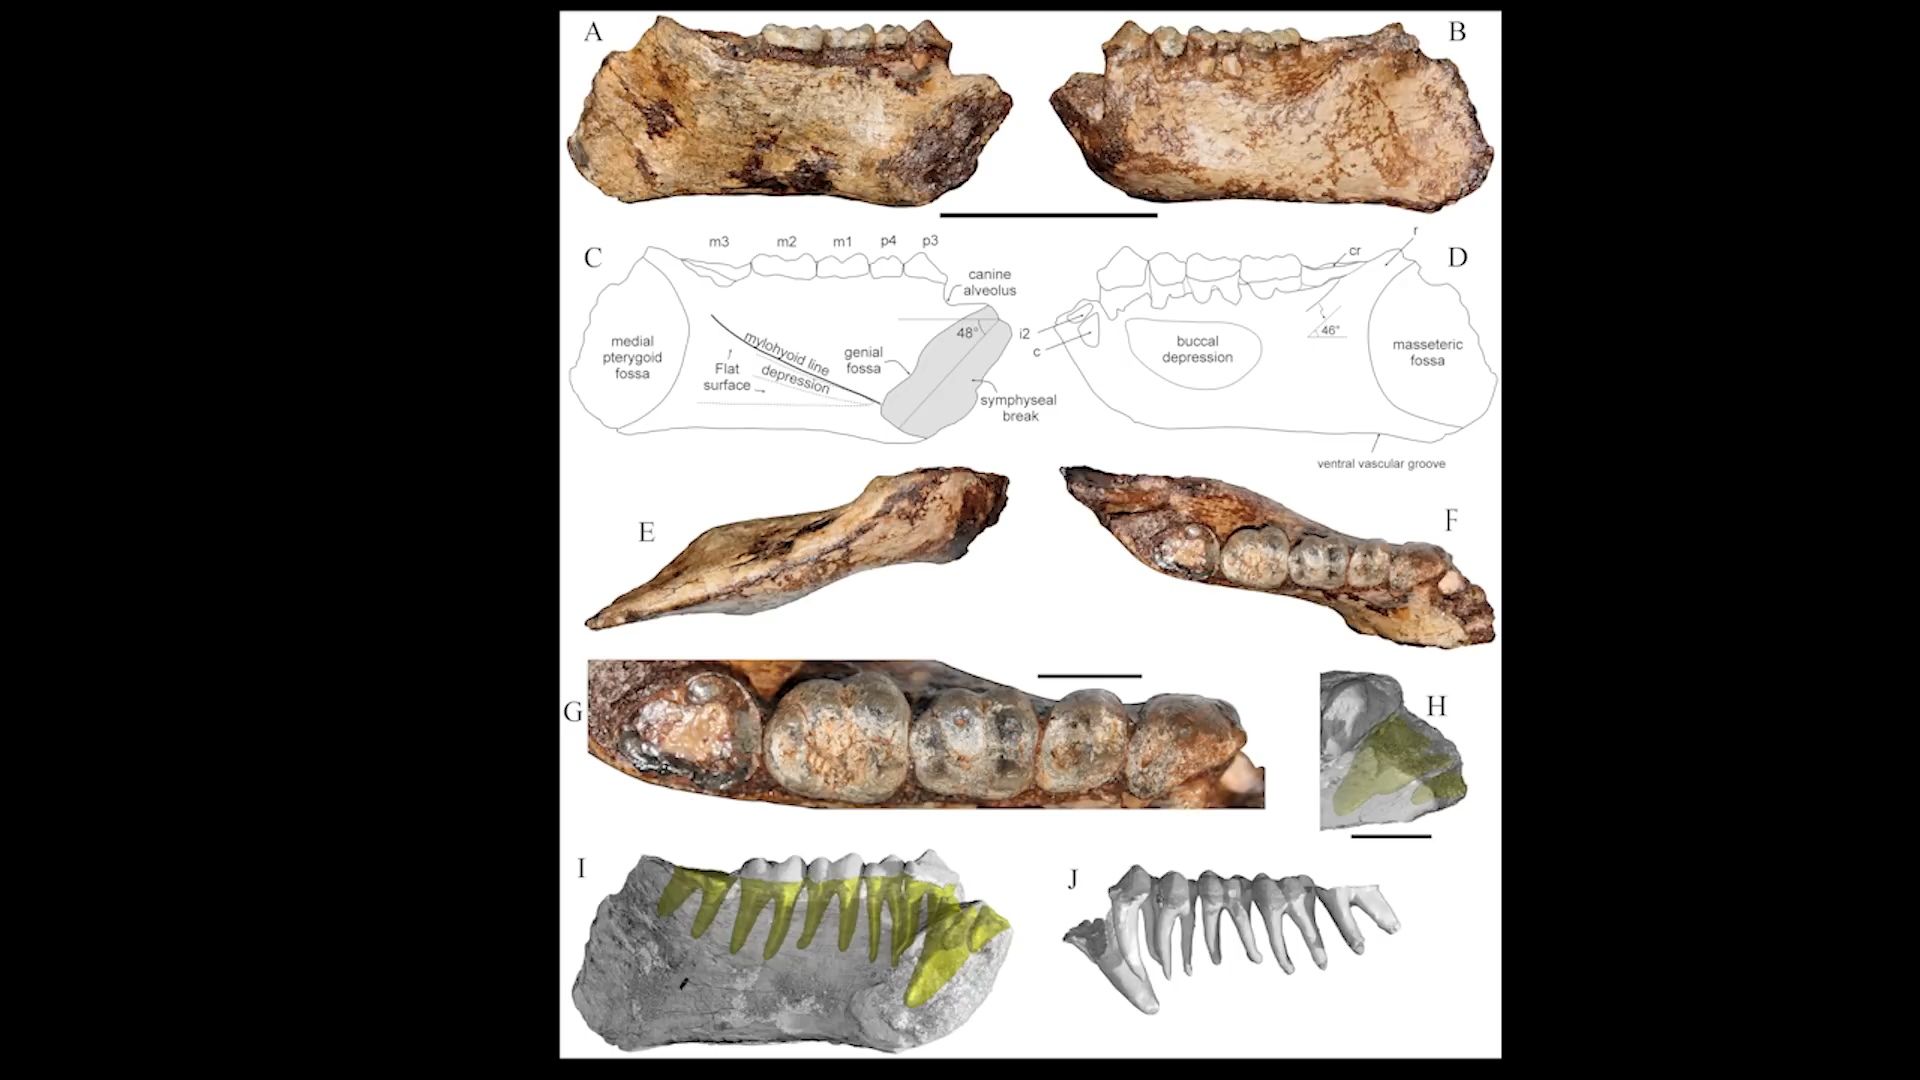 A
B
C
m3
m2
m1
p4
p3
canine
alveolus
48°
medial
pterygoid
fossa
mylohyoid line
depression
Flat
surface
genial
fossa
symphyseal
break
D
r
cr
i2
c
46°
buccal
depression
masseteric
fossa
ventral vascular groove
E
F
G
H
I
J